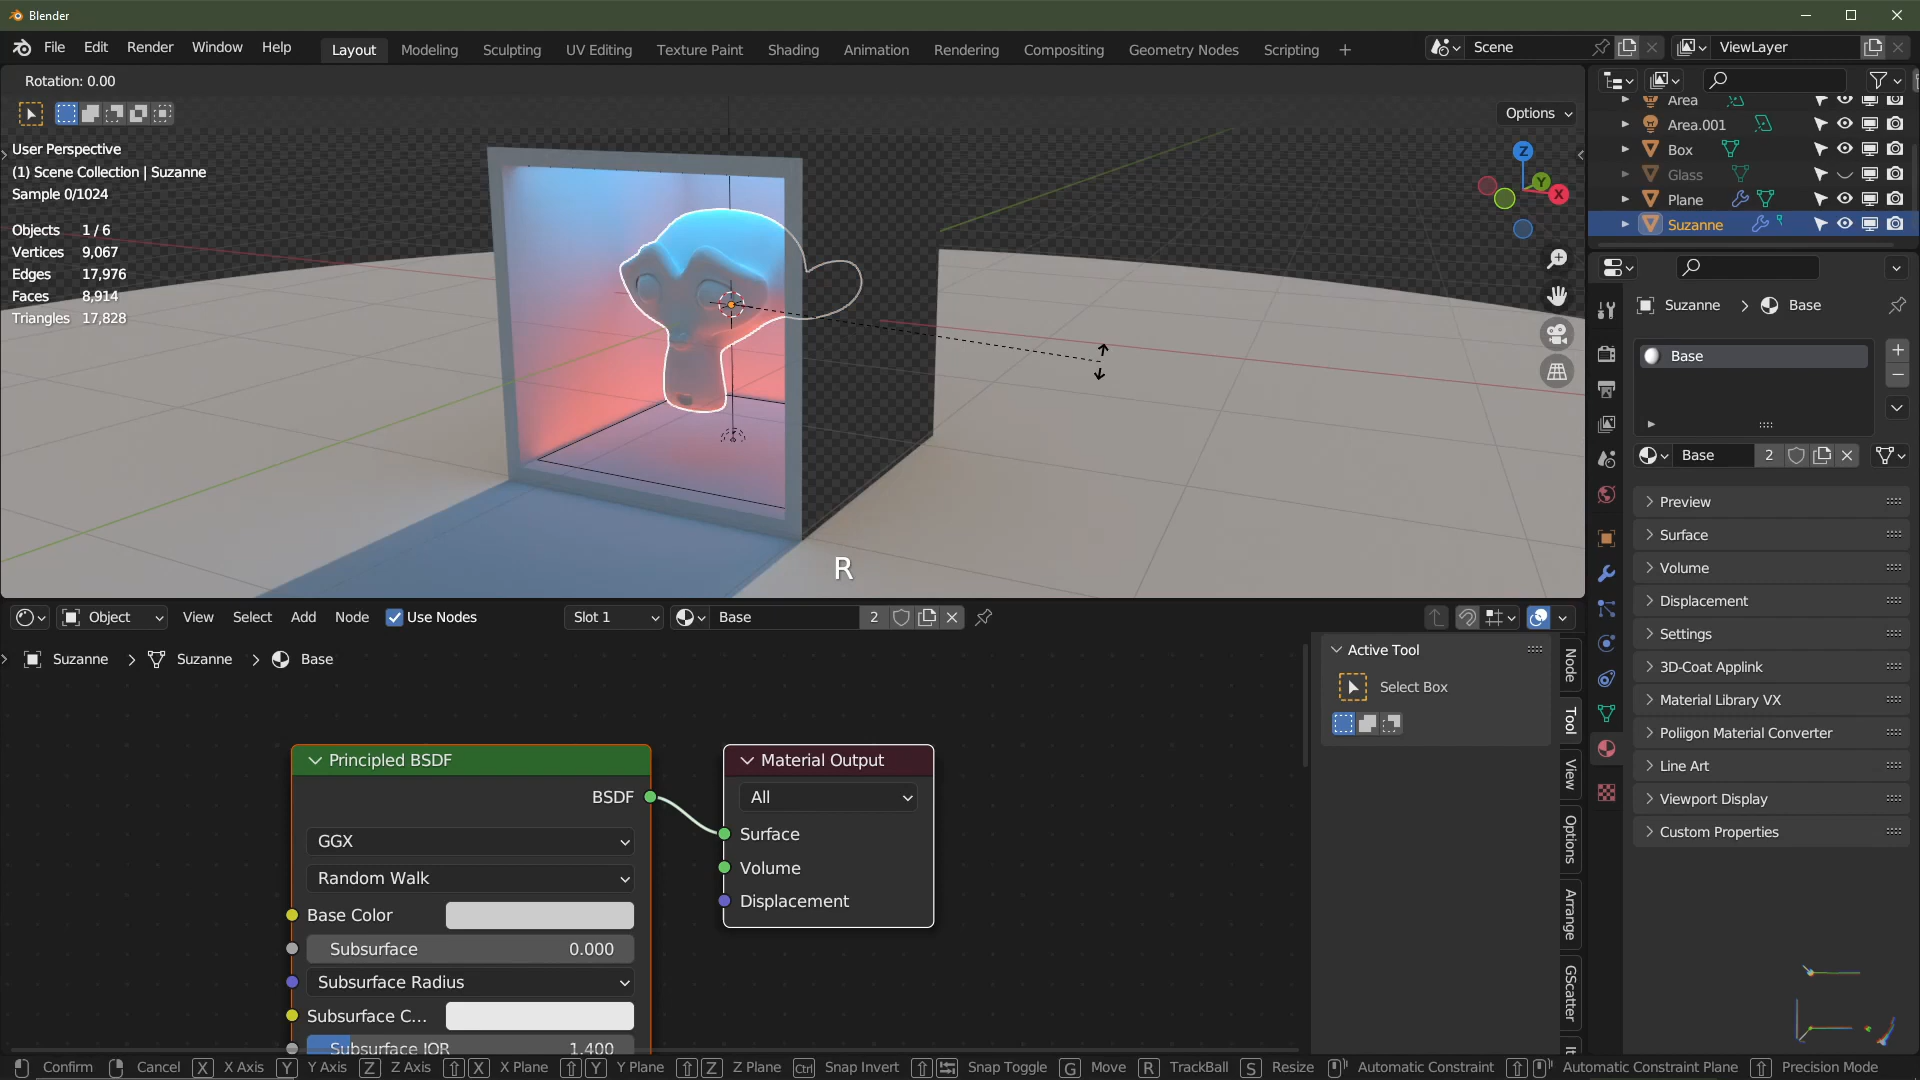 Blender
File Edit Render Window Help
Layout Modeling Sculpting UV Editing Texture Paint Shading Animation Rendering Compositing Geometry Nodes Scripting +
Scene
ViewLayer
Rotation: 0.00
Options
User Perspective
(1) Scene Collection | Suzanne
Sample 0/1024
Objects 1 / 6
Vertices 9,067
Edges 17,976
Faces 8,914
Triangles 17,828
Z
Y
X
R
Area
Area.001
Box
Glass
Plane
Suzanne
Suzanne > Base
Base
Base 2
Preview
Surface
Volume
Displacement
Settings
3D-Coat Applink
Material Library VX
Poliigon Material Converter
Line Art
Viewport Display
Custom Properties
Object View Select Add Node Use Nodes Slot 1 Base 2
Suzanne > Suzanne > Base
Principled BSDF
BSDF
GGX
Random Walk
Base Color
Subsurface 0.000
Subsurface Radius
Subsurface C...
Subsurface IOR 1.400
Material Output
All
Surface
Volume
Displacement
Active Tool
Select Box
Node
Tool
View
Options
Arrange
GScatter
It
Confirm Cancel X X Axis Y Y Axis Z Z Axis X X Plane Y Y Plane Z Z Plane Ctrl Snap Invert Snap Toggle G Move R TrackBall S Resize Automatic Constraint Automatic Constraint Plane Precision Mode